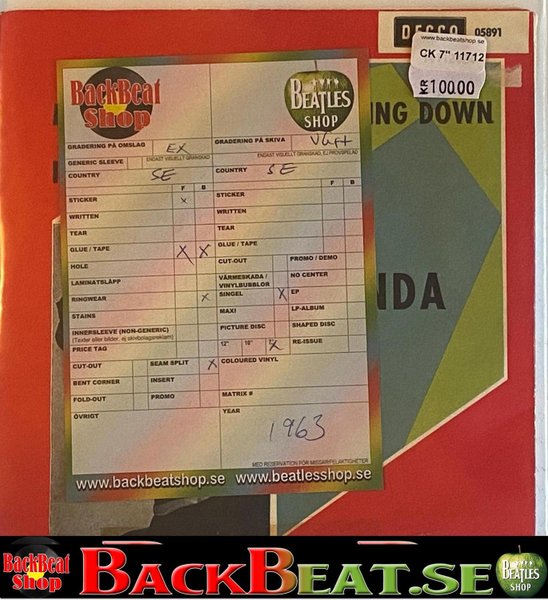 DECCA 05891
www.backbeatshop.se
CK 7" 11712
KR 100.00
ING DOWN
NDA
BackBeat
Shop
BEATLES
SHOP
GRADERING PÅ OMSLAG EX
GRADERING PÅ SKIVA VG++
GENERIC SLEEVE ENDAST VISUELLT GRANSKAD
ENDAST VISUELLT GRANSKAD, EJ PROVSPELAD
COUNTRY SE
COUNTRY SE
F B
F B
STICKER x
STICKER
WRITTEN
WRITTEN
TEAR
TEAR
GLUE / TAPE X X
GLUE / TAPE
HOLE
CUT-OUT PROMO / DEMO
LAMINATSLÄPP
VÄRMESKADA / VINYLBUBBLOR NO CENTER
RINGWEAR x
SINGEL X EP
STAINS
MAXI LP-ALBUM
INNERSLEEVE (NON-GENERIC)
(Texter eller bilder, ej skivbolagsreklam)
PICTURE DISC SHAPED DISC
PRICE TAG
12" 10" 7" X RE-ISSUE
CUT-OUT SEAM SPLIT X
COLOURED VINYL
BENT CORNER INSERT
FOLD-OUT PROMO
MATRIX #
ÖVRIGT
YEAR
1963
MED RESERVATION FÖR MISSAR/FELAKTIGHETER
www.backbeatshop.se www.beatlesshop.se
BackBeat
Shop
BACKBEAT.SE
BEATLES
SHOP